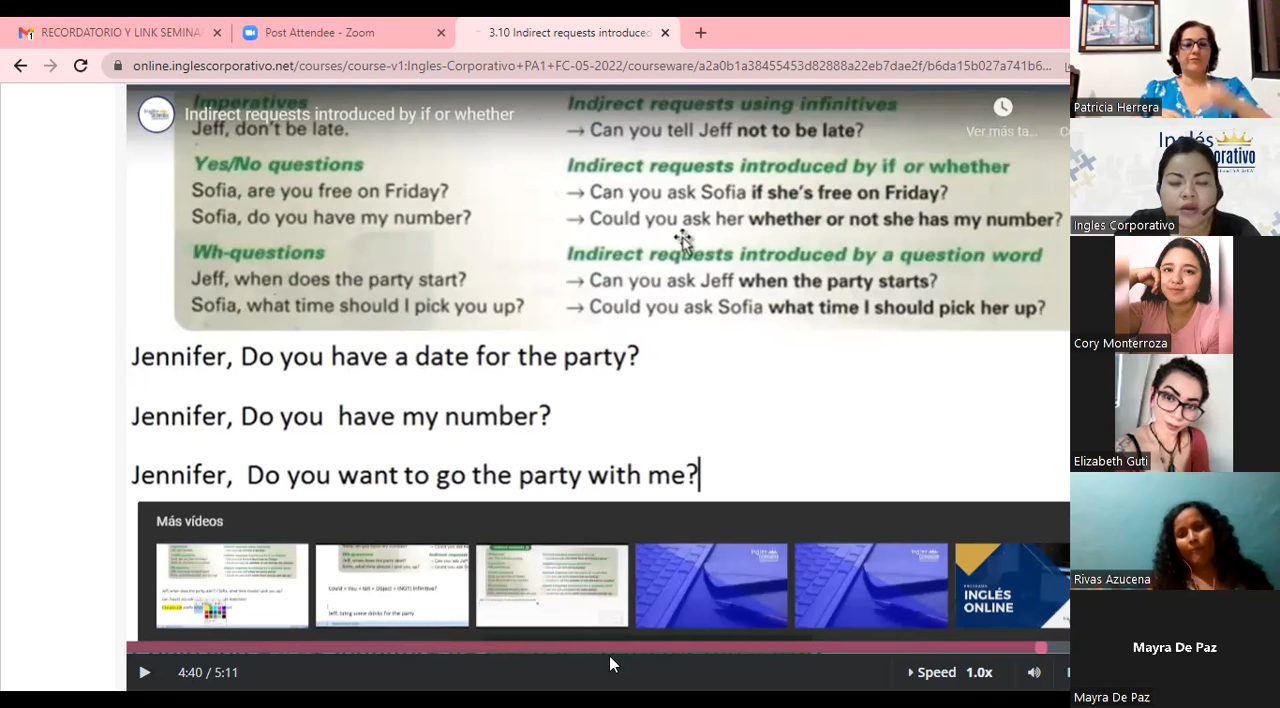 RECORDATORIO Y LINK SEMINA
Post Attendee - Zoom
3.10 Indirect requests introduced
online.inglescorporativo.net/courses/course-v1:Ingles-Corporativo+PA1+FC-05-2022/courseware/a2a0b1a38455453d82888a22eb7dae2f/b6da15b027a741b6...
Indirect requests introduced by if or whether
Ver más ta...
Imperatives
Indirect requests using infinitives
Jeff, don't be late.
→ Can you tell Jeff not to be late?
Yes/No questions
Indirect requests introduced by if or whether
Sofia, are you free on Friday?
→ Can you ask Sofia if she's free on Friday?
Sofia, do you have my number?
→ Could you ask her whether or not she has my number?
Wh-questions
Indirect requests introduced by a question word
Jeff, when does the party start?
→ Can you ask Jeff when the party starts?
Sofia, what time should I pick you up?
→ Could you ask Sofia what time I should pick her up?
Jennifer, Do you have a date for the party?
Jennifer, Do you  have my number?
Jennifer,  Do you want to go the party with me?
Más vídeos
INGLÉS
ONLINE
4:40 / 5:11
Speed 1.0x
Patricia Herrera
Inglés
Ingles Corporativo
Cory Monterroza
Elizabeth Guti
Rivas Azucena
Mayra De Paz
Mayra De Paz